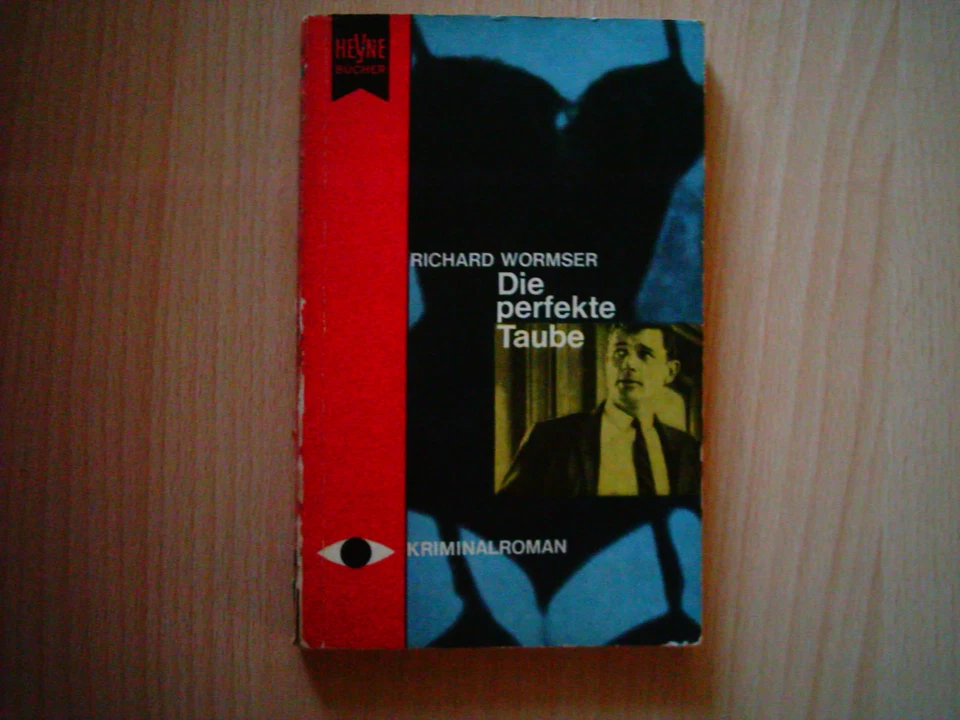 HEYNE
BÜCHER
RICHARD WORMSER
Die
perfekte
Taube
KRIMINALROMAN